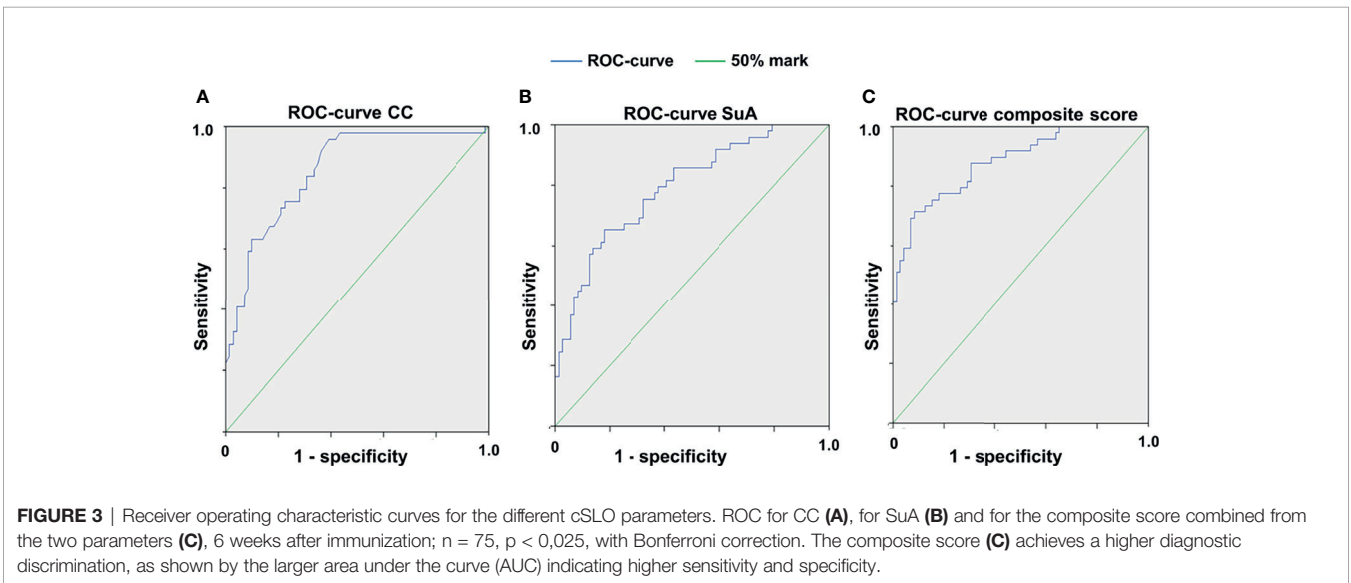 ROC-curve 50% mark
A
ROC-curve CC
1.0
Sensitivity
0
1 - specificity
1.0
B
ROC-curve SuA
1.0
Sensitivity
0
1 - specificity
1.0
C
ROC-curve composite score
1.0
Sensitivity
0
1 - specificity
1.0
FIGURE 3 | Receiver operating characteristic curves for the different cSLO parameters. ROC for CC (A), for SuA (B) and for the composite score combined from
the two parameters (C), 6 weeks after immunization; n = 75, p < 0,025, with Bonferroni correction. The composite score (C) achieves a higher diagnostic
discrimination, as shown by the larger area under the curve (AUC) indicating higher sensitivity and specificity.